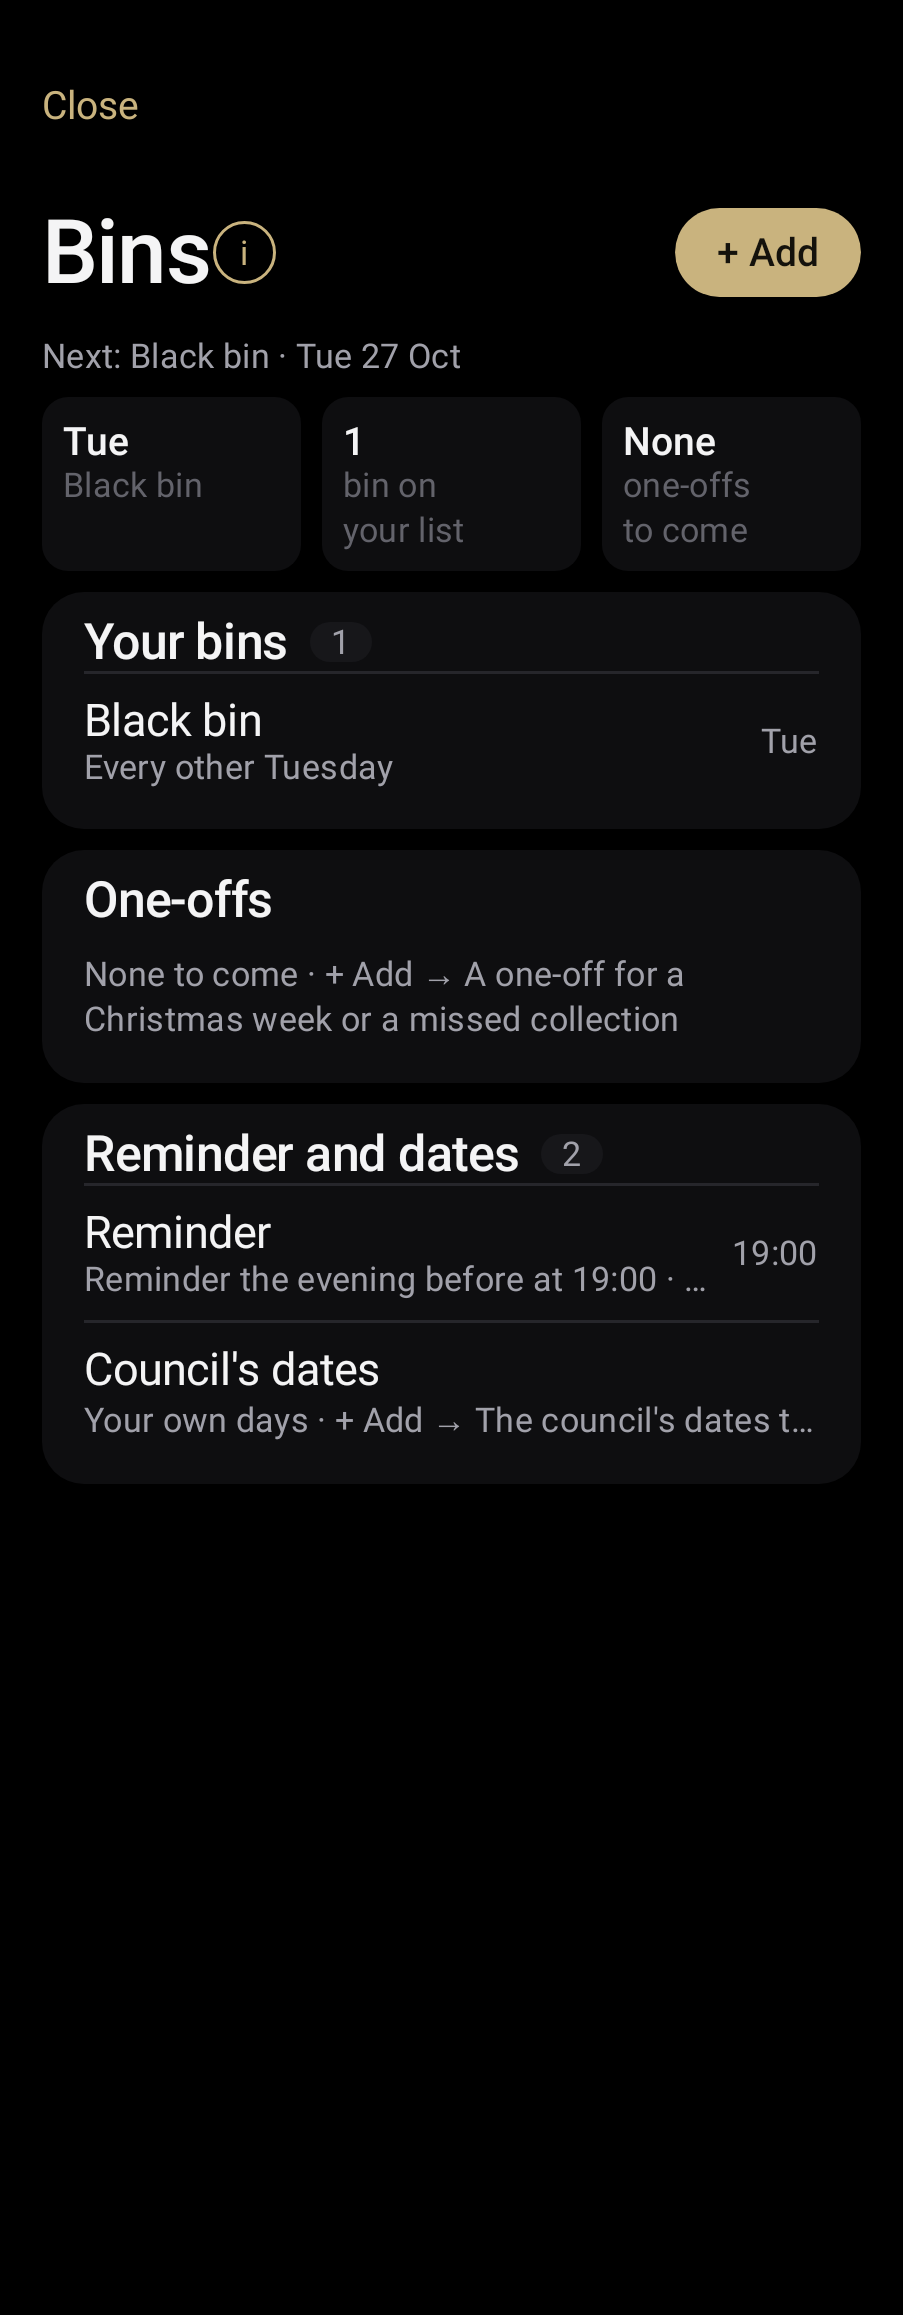 Close
Bins i
+ Add
Next: Black bin · Tue 27 Oct
Tue
Black bin
1
bin on
your list
None
one-offs
to come
Your bins 1
Black bin
Every other Tuesday
Tue
One-offs
None to come · + Add → A one-off for a
Christmas week or a missed collection
Reminder and dates 2
Reminder
Reminder the evening before at 19:00 · …
19:00
Council's dates
Your own days · + Add → The council's dates t…